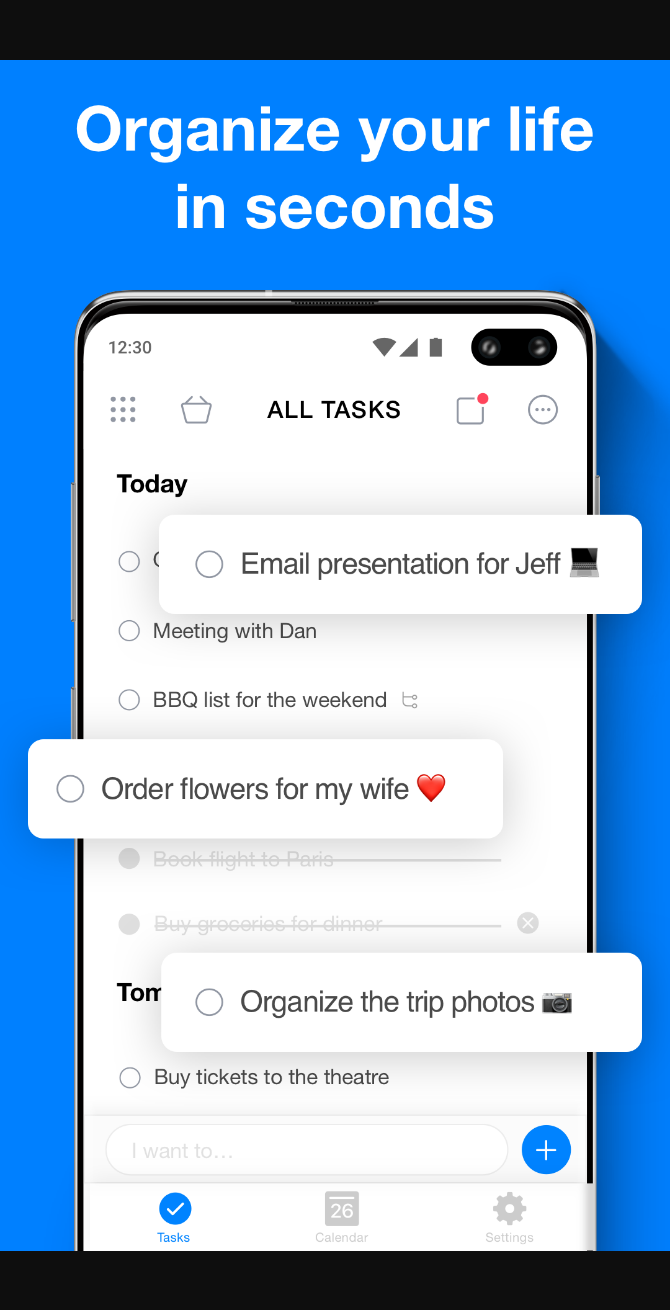 Organize your life
in seconds
12:30
ALL TASKS
Today
Email presentation for Jeff 💻
Meeting with Dan
BBQ list for the weekend
Order flowers for my wife ❤️
Book flight to Paris
Buy groceries for dinner
Tom
Organize the trip photos 📷
Buy tickets to the theatre
I want to...
26
Tasks
Calendar
Settings